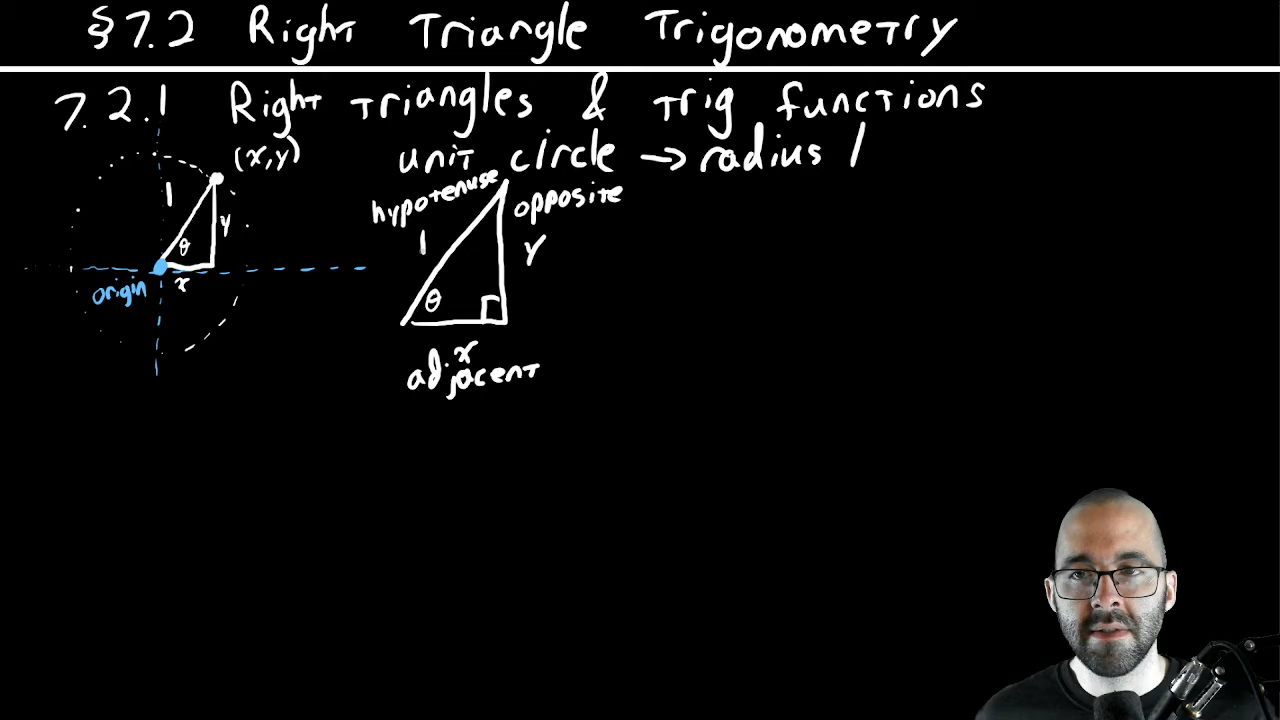 §7.2 Right Triangle Trigonometry
7.2.1 Right triangles & trig functions
unit circle → radius 1
(x,y)
1
y
θ
x
origin
hypotenuse
opposite
1
y
θ
x
adjacent